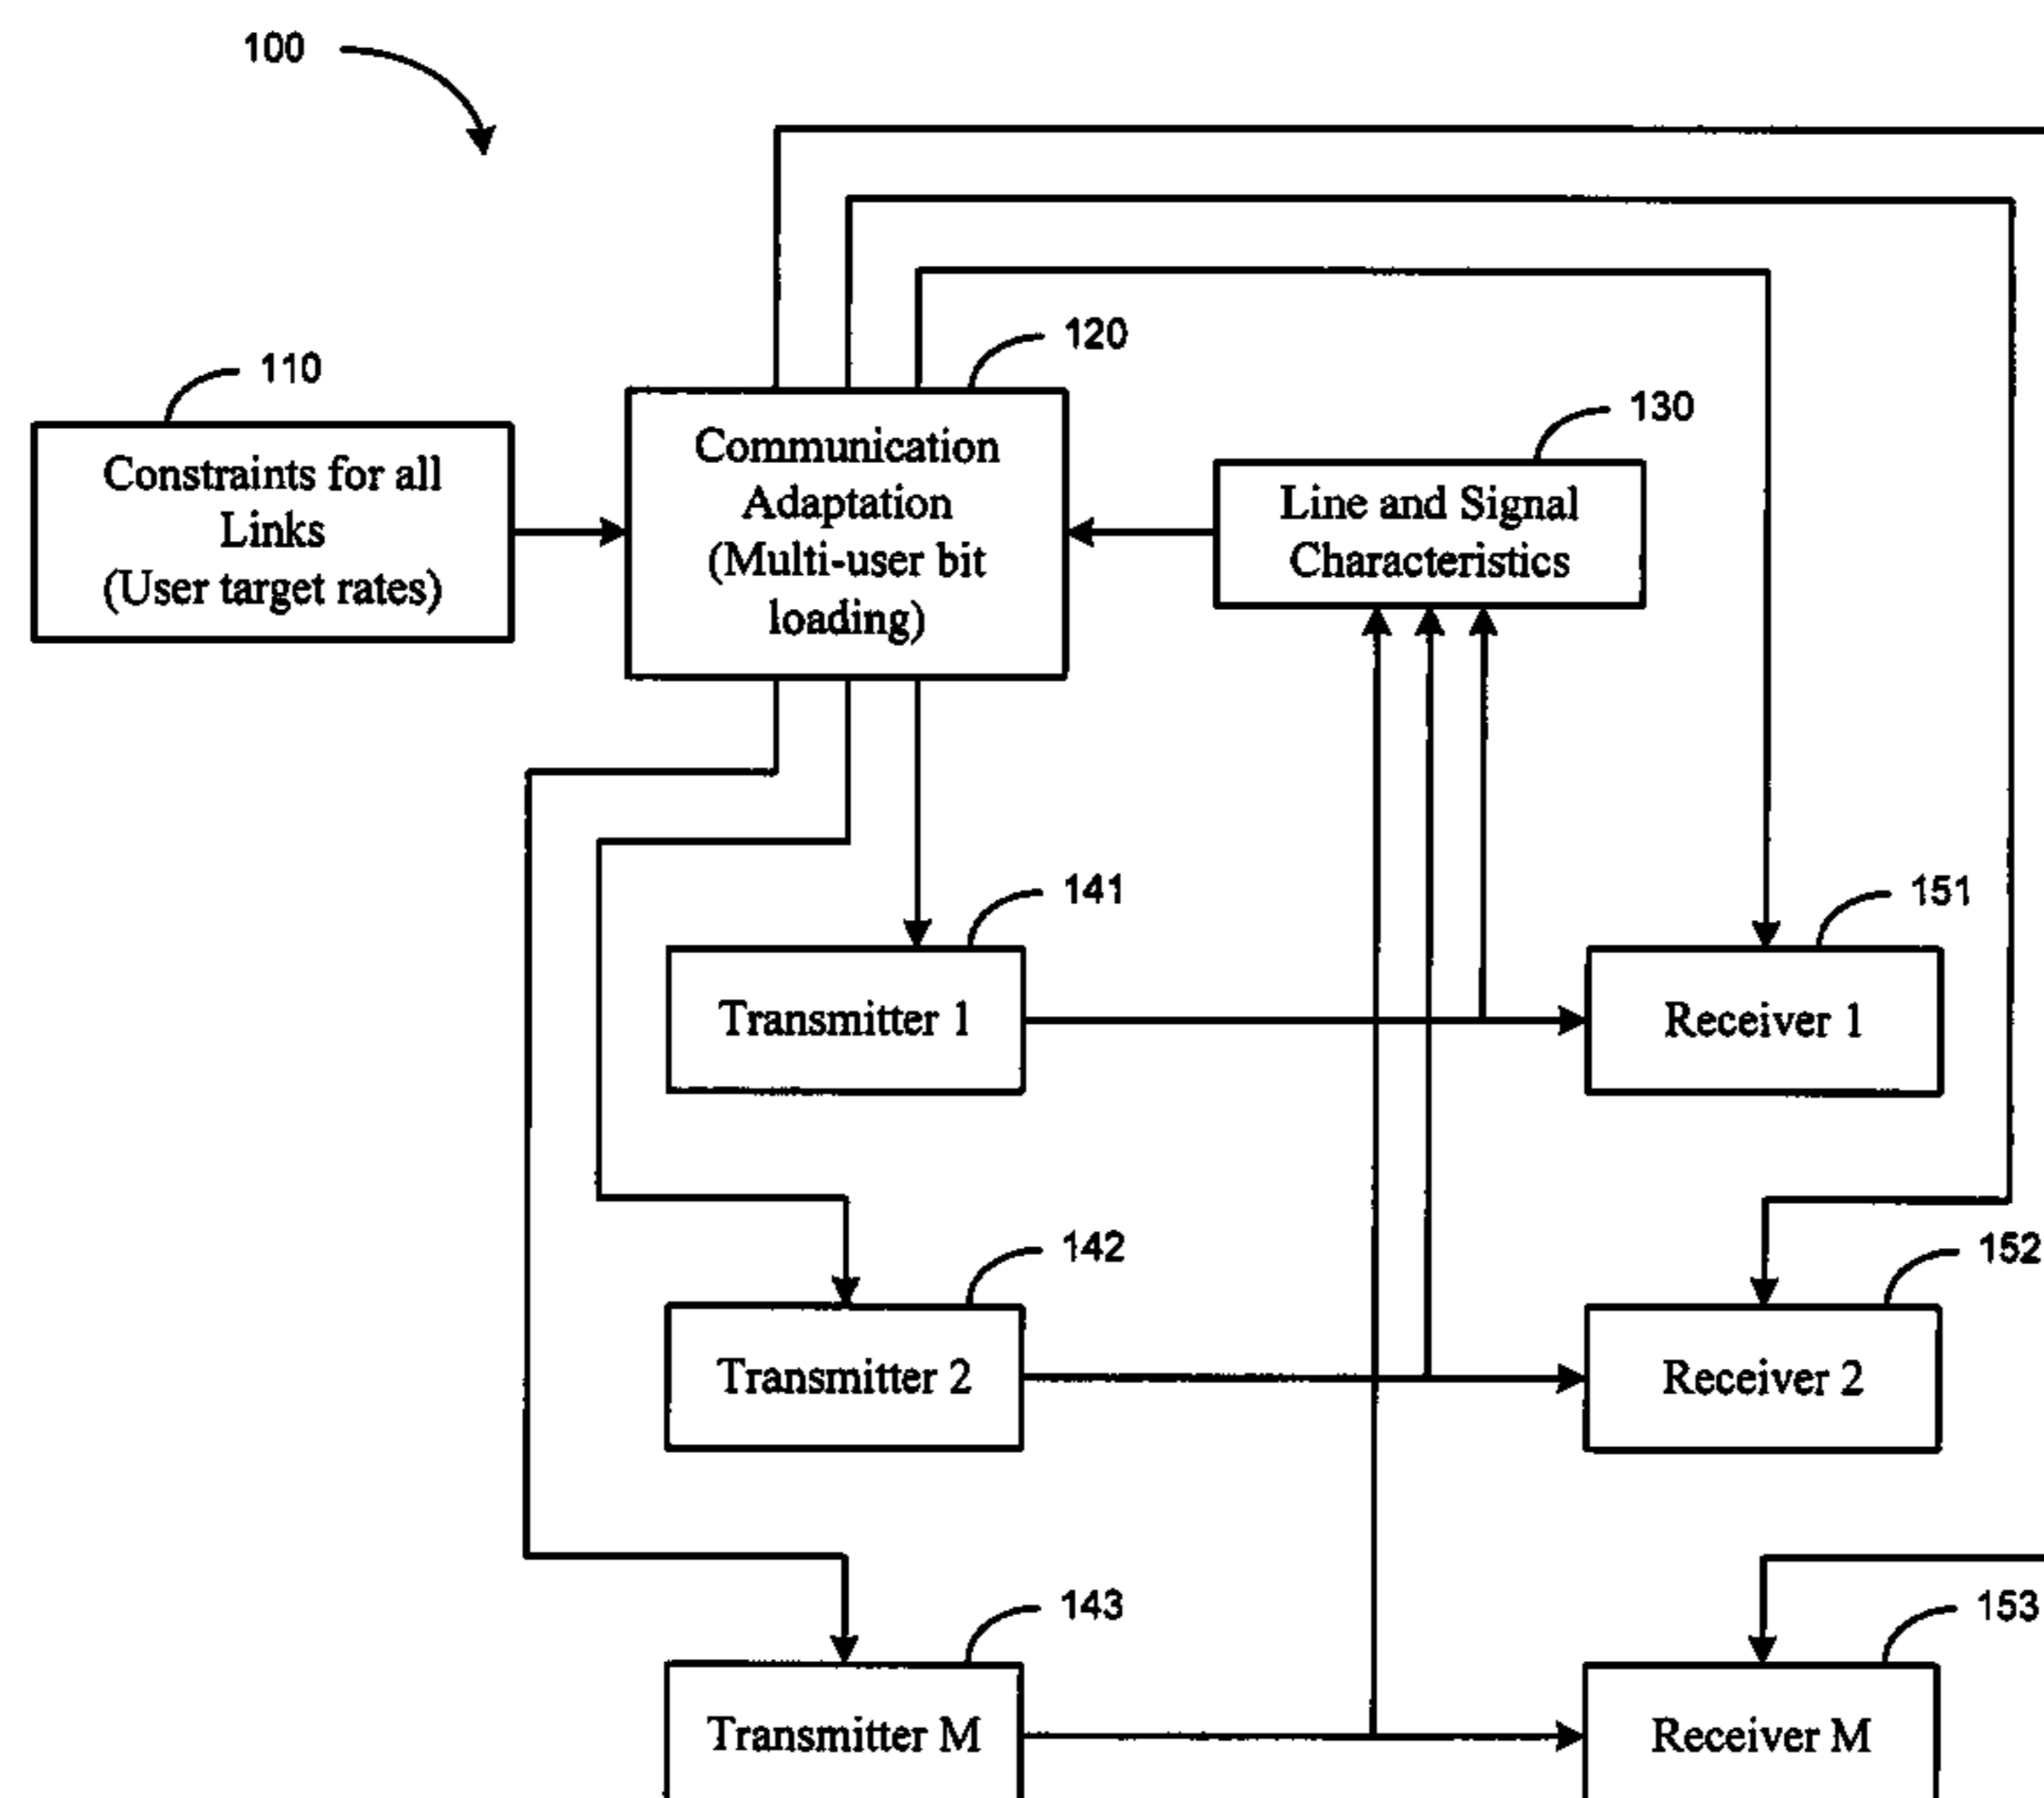 100
120
110
130
Constraints for all
Links
(User target rates)
Communication
Adaptation
(Multi-user bit
loading)
Line and Signal
Characteristics
141
151
Transmitter 1
Receiver 1
142
152
Transmitter 2
Receiver 2
143
153
Transmitter M
Receiver M